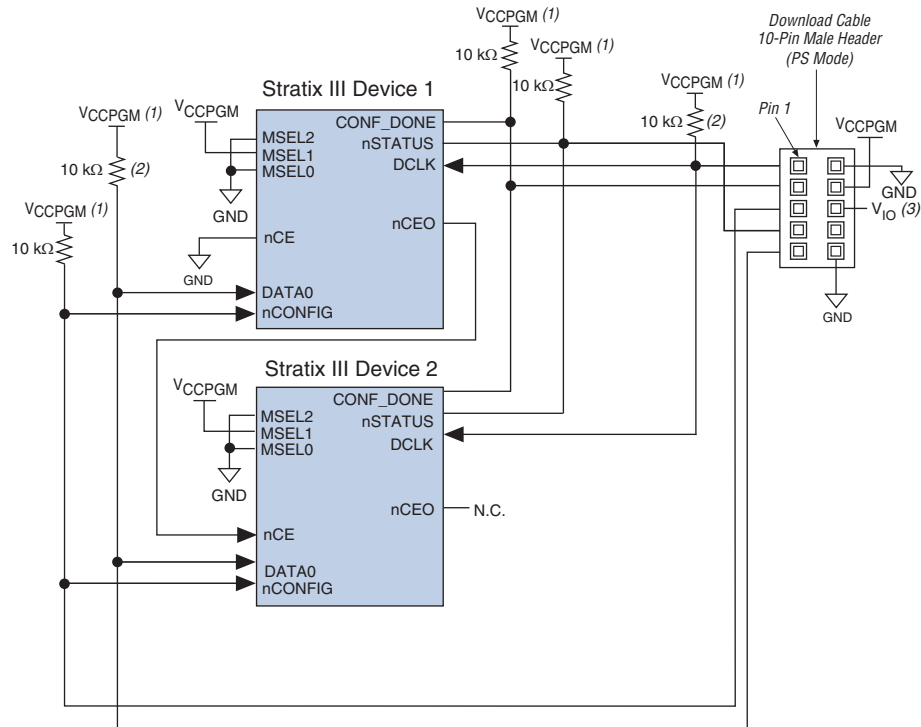 VCCPGM (1)
10 kΩ
VCCPGM (1)
10 kΩ
Download Cable
10-Pin Male Header
(PS Mode)
VCCPGM (1)
10 kΩ (2)
Pin 1
VCCPGM
GND
VIO (3)
GND
VCCPGM (1)
10 kΩ (2)
VCCPGM (1)
10 kΩ
Stratix III Device 1
VCCPGM
MSEL2
MSEL1
MSEL0
GND
nCE
GND
DATA0
nCONFIG
CONF_DONE
nSTATUS
DCLK
nCEO
Stratix III Device 2
VCCPGM
MSEL2
MSEL1
MSEL0
GND
nCE
DATA0
nCONFIG
CONF_DONE
nSTATUS
DCLK
nCEO
N.C.